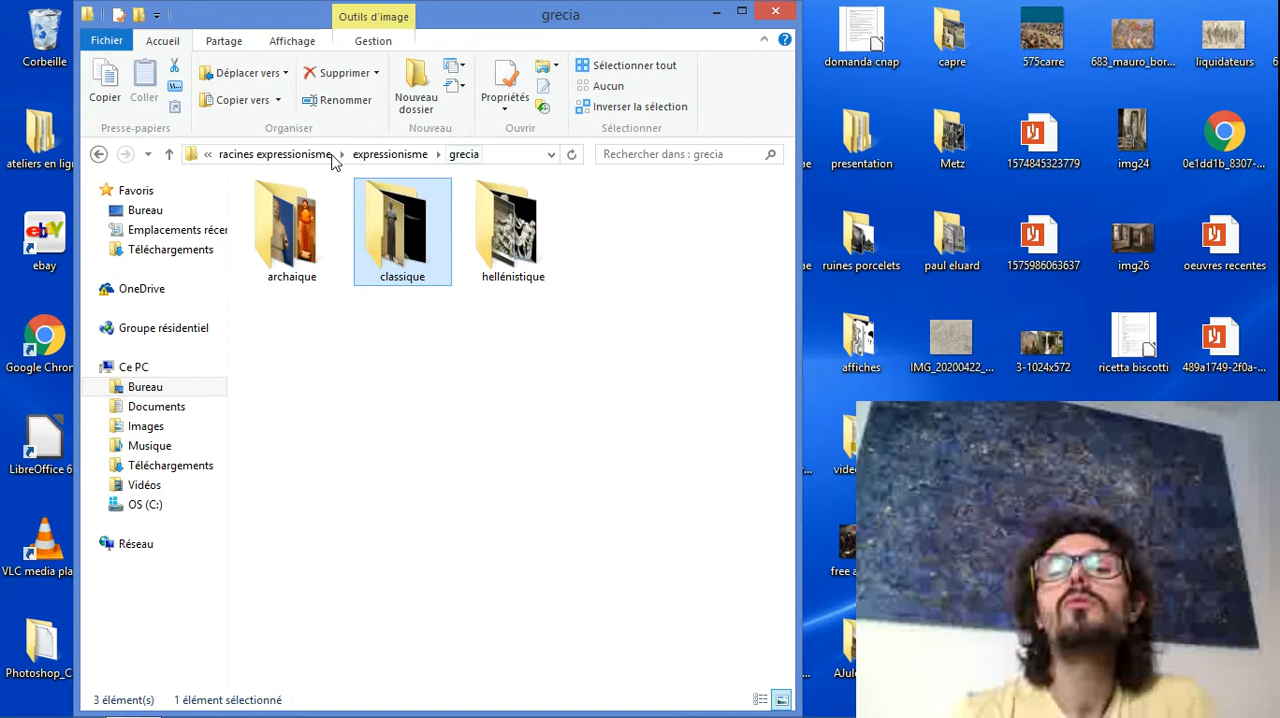 Outils d'image
grecia
Fichier
Partage
Affichage
Gestion
Copier
Coller
Déplacer vers
Copier vers
Supprimer
Renommer
Nouveau
dossier
Propriétés
Sélectionner tout
Aucun
Inverser la sélection
Presse-papiers
Organiser
Nouveau
Ouvrir
Sélectionner
« racines expressionisme
expressionisme
grecia
Rechercher dans : grecia
Favoris
Bureau
Emplacements récer
Téléchargements
OneDrive
Groupe résidentiel
Ce PC
Bureau
Documents
Images
Musique
Téléchargements
Vidéos
OS (C:)
Réseau
archaique
classique
hellénistique
3 élément(s)
1 élément sélectionné
Corbeille
ateliers en lig
ebay
ebay
Google Chron
LibreOffice 6
VLC media pla
Photoshop_C
domanda cnap
capre
575carre
683_mauro_bor...
liquidateurs
presentation
Metz
1574845323779
img24
0e1dd1b_8307-...
ruines porcelets
paul eluard
1575986063637
img26
oeuvres recentes
affiches
IMG_20200422_...
3-1024x572
ricetta biscotti
489a1749-2f0a-...
video
free a
AJul